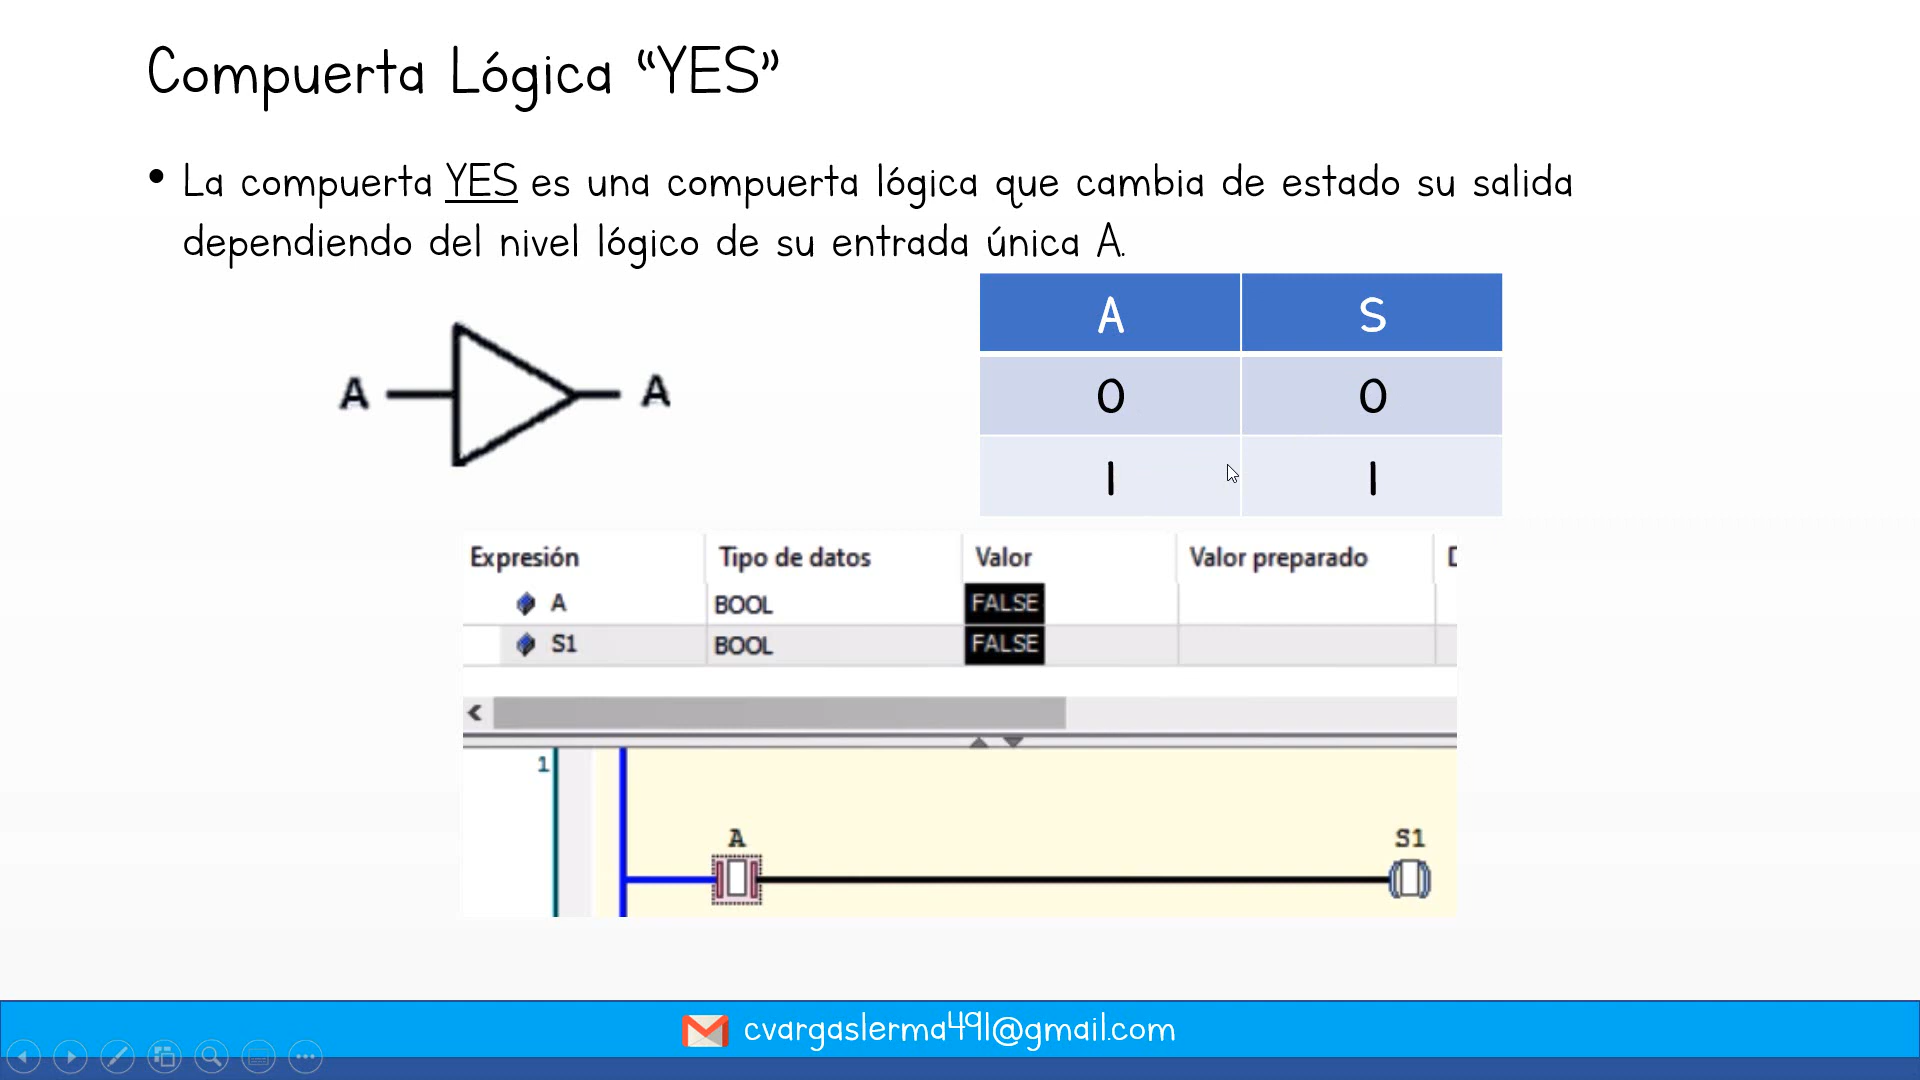 Compuerta Lógica “YES”
• La compuerta YES es una compuerta lógica que cambia de estado su salida
dependiendo del nivel lógico de su entrada única A.
A A
A S
0 0
1 1
Expresión Tipo de datos Valor Valor preparado
A BOOL FALSE
S1 BOOL FALSE
1
A S1
cvargaslerma491@gmail.com